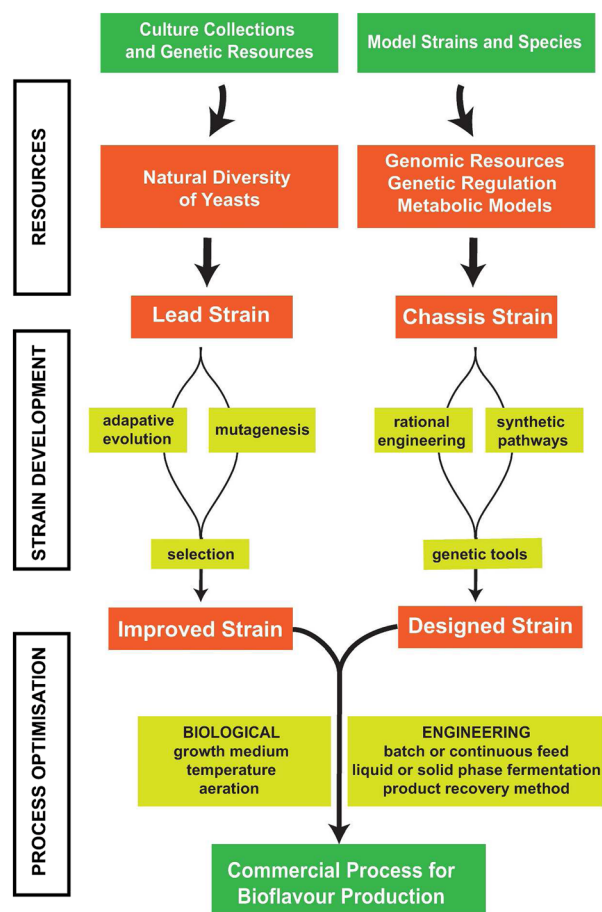 Culture Collections
and Genetic Resources
Model Strains and Species
RESOURCES
Natural Diversity
of Yeasts
Genomic Resources
Genetic Regulation
Metabolic Models
Lead Strain
Chassis Strain
STRAIN DEVELOPMENT
adapative
evolution
mutagenesis
rational
engineering
synthetic
pathways
selection
genetic tools
Improved Strain
Designed Strain
PROCESS OPTIMISATION
BIOLOGICAL
growth medium
temperature
aeration
ENGINEERING
batch or continuous feed
liquid or solid phase fermentation
product recovery method
Commercial Process for
Bioflavour Production